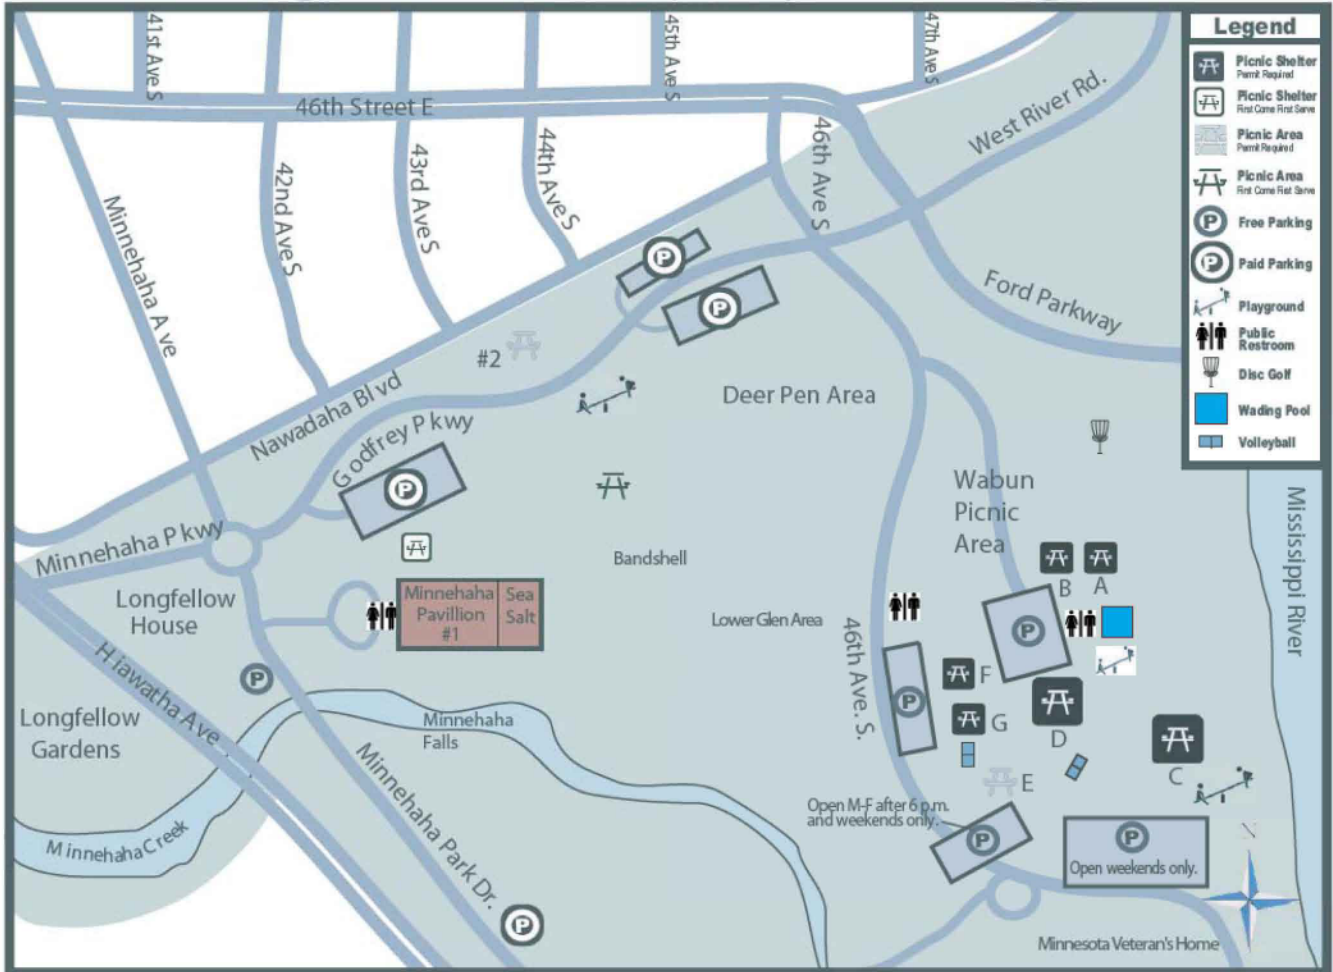 41st Ave S
45th Ave S
47th Ave S
Legend
Picnic Shelter
Permit Required
Picnic Shelter
First Come First Serve
Picnic Area
Permit Required
Picnic Area
First Come First Serve
P Free Parking
P Paid Parking
Playground
Public
Restroom
Disc Golf
Wading Pool
Volleyball
46th Street E
West River Rd.
46th Ave S
44th Ave S
43rd Ave S
42nd Ave S
Minnehaha Ave
P
P
Ford Parkway
#2
Deer Pen Area
Nawadaha Blvd
Godfrey Pkwy
P
Wabun
Picnic
Area
Mississippi River
Minnehaha Pkwy
Bandshell
B
A
Longfellow
House
Minnehaha
Pavillion
#1
Sea
Salt
Lower Glen Area
46th Ave. S.
P
P
P
F
G
D
C
E
Hiawatha Ave
Longfellow
Gardens
Minnehaha
Falls
Minnehaha Creek
Minnehaha Park Dr.
P
Open M-F after 6 p.m.
and weekends only.
P
P
Open weekends only.
N
Minnesota Veteran's Home